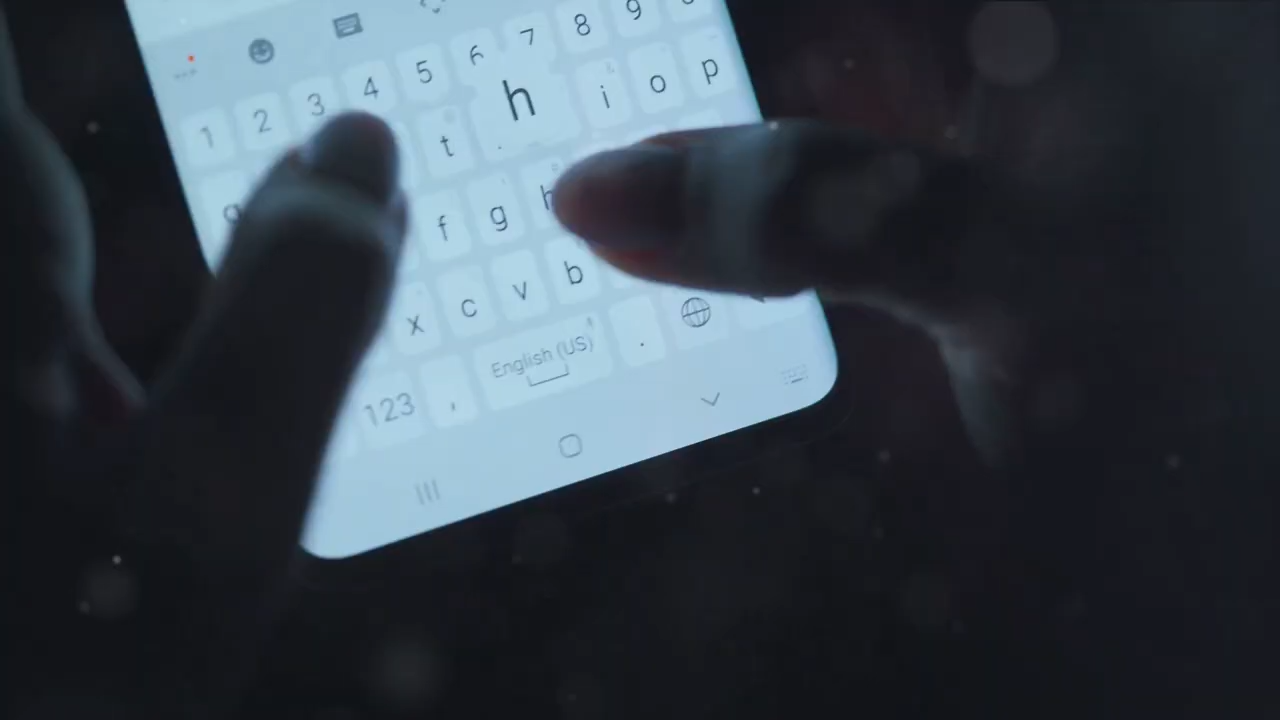 1 2 3 4 5 6 7 8 9
t h i o p
f g h
x c v b
English (US) .
123 ,